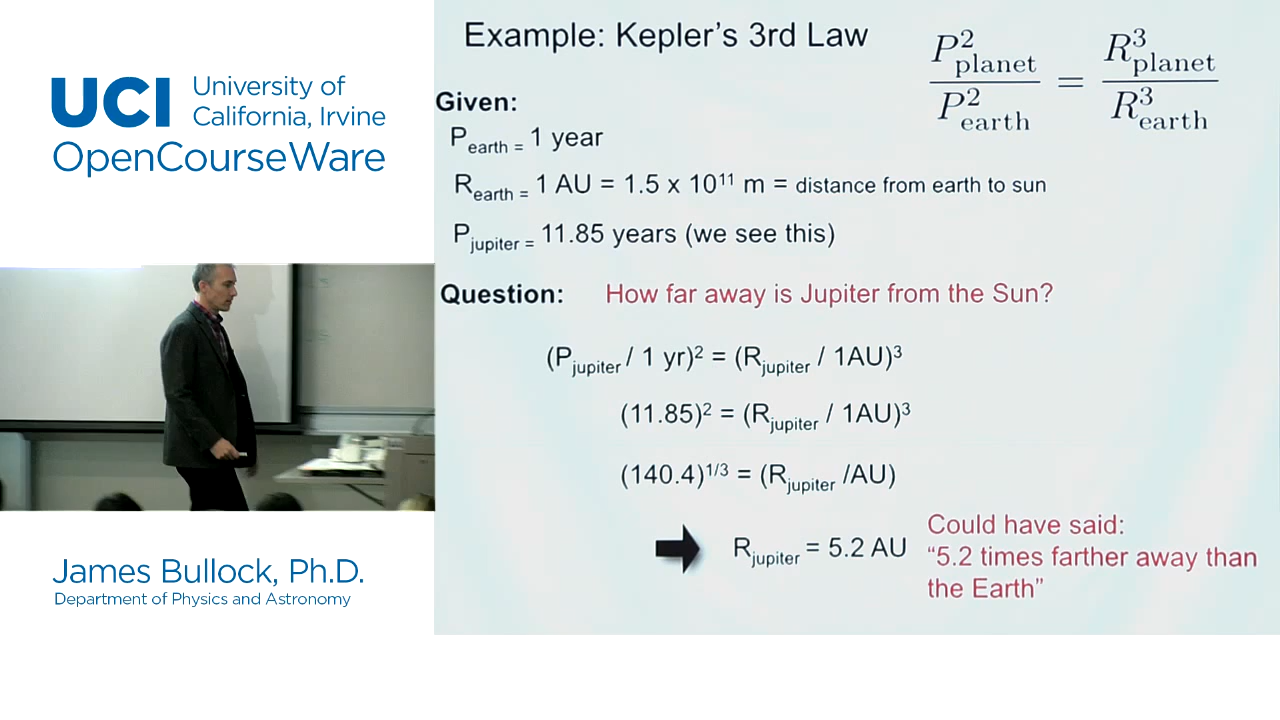 UCI University of
California, Irvine
OpenCourseWare
James Bullock, Ph.D.
Department of Physics and Astronomy
Example: Kepler's 3rd Law
P²planet / P²earth = R³planet / R³earth
Given:
Pearth = 1 year
Rearth = 1 AU = 1.5 x 10¹¹ m = distance from earth to sun
Pjupiter = 11.85 years (we see this)
Question: How far away is Jupiter from the Sun?
(Pjupiter / 1 yr)² = (Rjupiter / 1AU)³
(11.85)² = (Rjupiter / 1AU)³
(140.4)1/3 = (Rjupiter /AU)
Rjupiter = 5.2 AU
Could have said:
“5.2 times farther away than
the Earth”